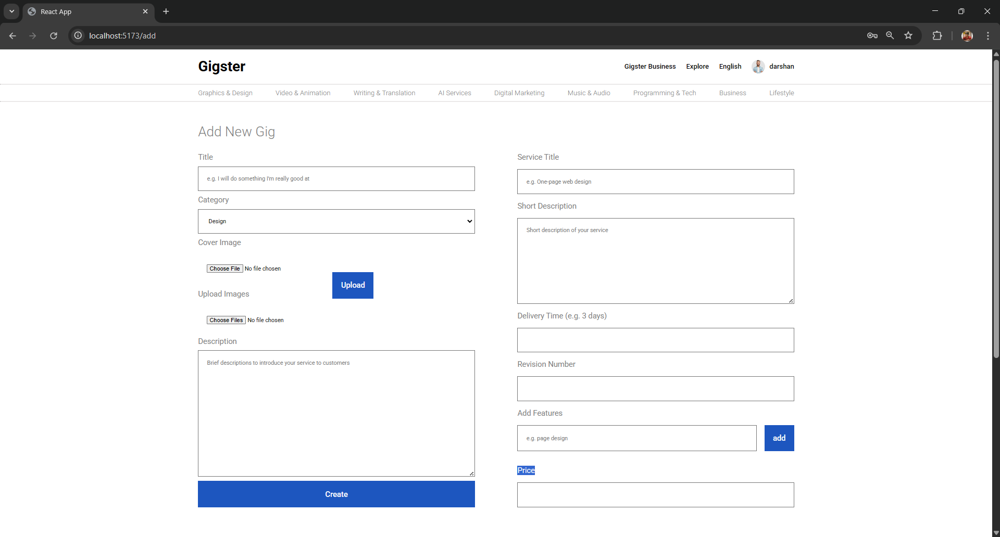 React App
localhost:5173/add
Gigster
Gigster Business Explore English darshan
Graphics & Design Video & Animation Writing & Translation AI Services Digital Marketing Music & Audio Programming & Tech Business Lifestyle
Add New Gig
Title
e.g. I will do something I'm really good at
Category
Design
Cover Image
Choose File No file chosen
Upload
Upload Images
Choose Files No file chosen
Description
Brief descriptions to introduce your service to customers
Create
Service Title
e.g. One-page web design
Short Description
Short description of your service
Delivery Time (e.g. 3 days)
Revision Number
Add Features
e.g. page design
add
Price